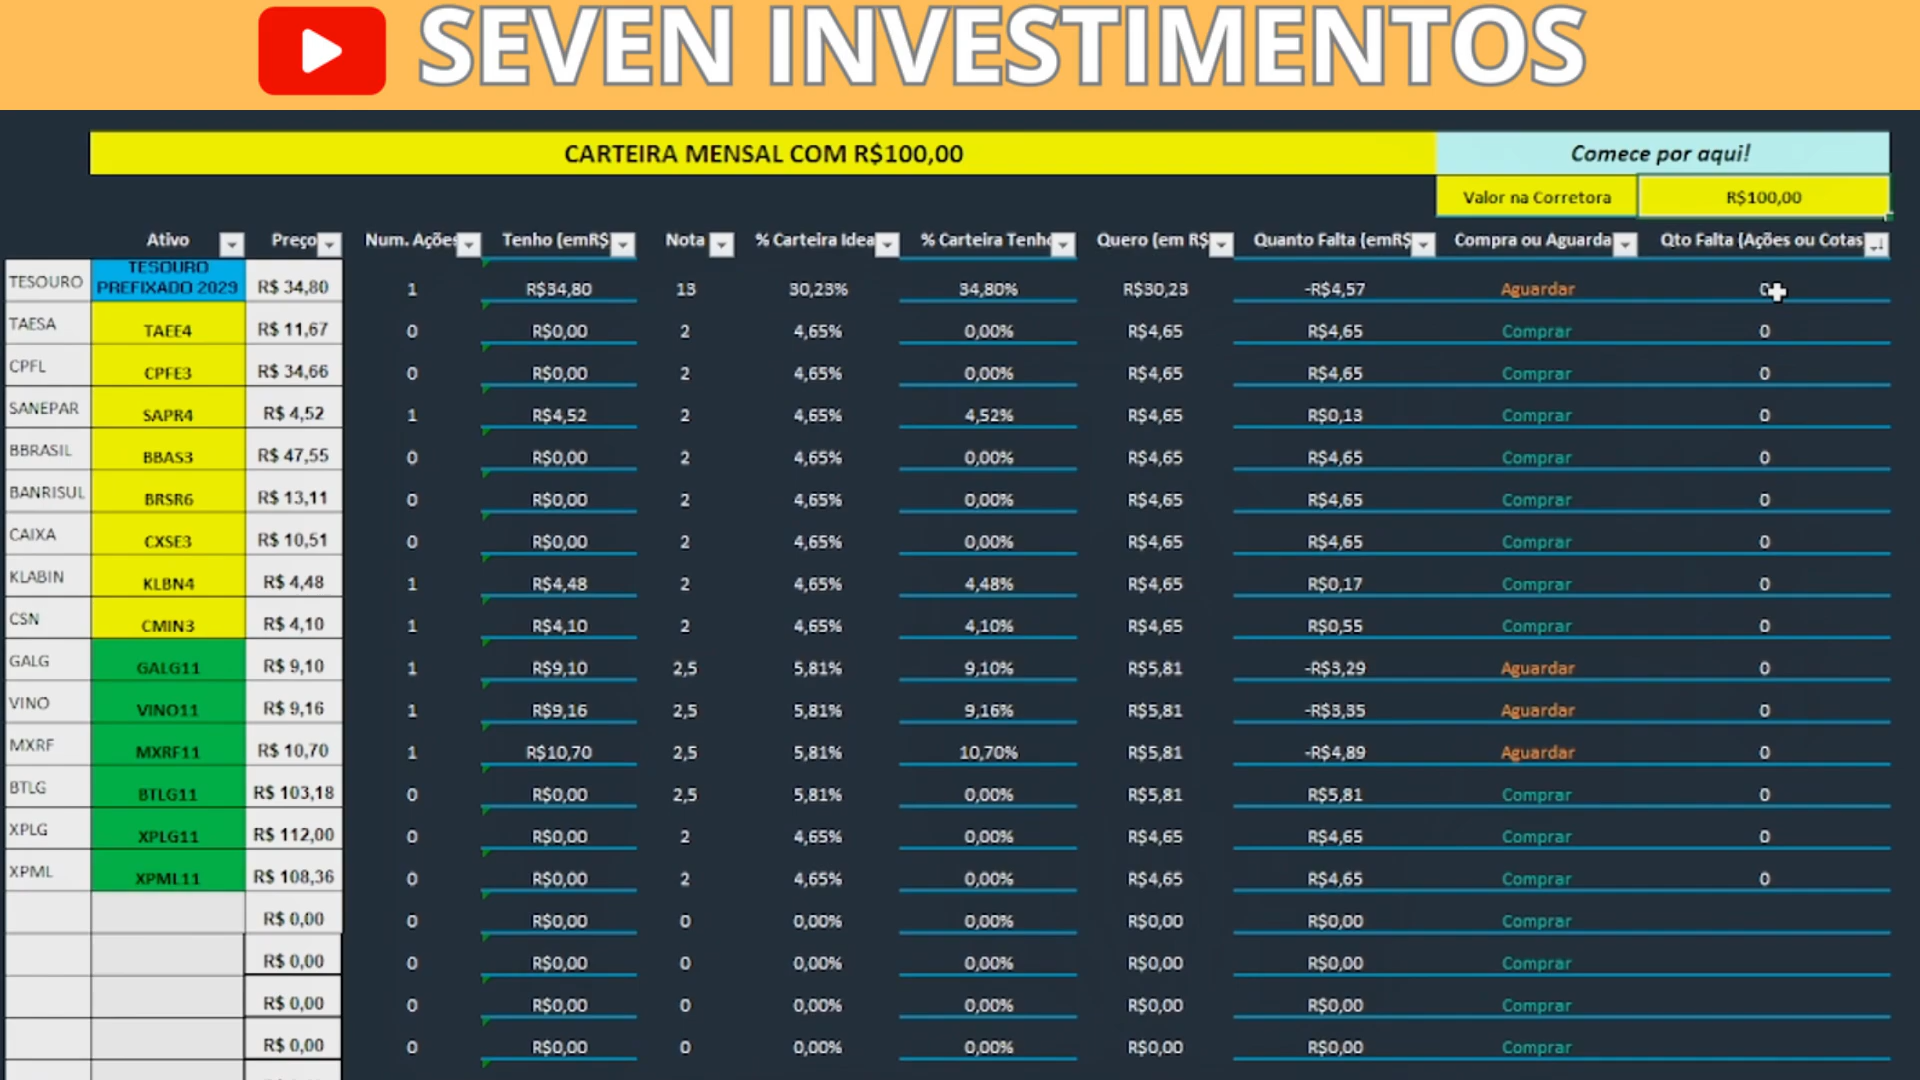 SEVEN INVESTIMENTOS
CARTEIRA MENSAL COM R$100,00 Comece por aqui!
Valor na Corretora R$100,00
Ativo Preço Num. Ações Tenho (emR$ Nota % Carteira Idea % Carteira Tenho Quero (em R$ Quanto Falta (emR$ Compra ou Aguarda Qto Falta (Ações ou Cotas
TESOURO TESOURO PREFIXADO 2029 R$ 34,80 1 R$34,80 13 30,23% 34,80% R$30,23 -R$4,57 Aguardar 0
TAESA TAEE4 R$ 11,67 0 R$0,00 2 4,65% 0,00% R$4,65 R$4,65 Comprar 0
CPFL CPFE3 R$ 34,66 0 R$0,00 2 4,65% 0,00% R$4,65 R$4,65 Comprar 0
SANEPAR SAPR4 R$ 4,52 1 R$4,52 2 4,65% 4,52% R$4,65 R$0,13 Comprar 0
BBRASIL BBAS3 R$ 47,55 0 R$0,00 2 4,65% 0,00% R$4,65 R$4,65 Comprar 0
BANRISUL BRSR6 R$ 13,11 0 R$0,00 2 4,65% 0,00% R$4,65 R$4,65 Comprar 0
CAIXA CXSE3 R$ 10,51 0 R$0,00 2 4,65% 0,00% R$4,65 R$4,65 Comprar 0
KLABIN KLBN4 R$ 4,48 1 R$4,48 2 4,65% 4,48% R$4,65 R$0,17 Comprar 0
CSN CMIN3 R$ 4,10 1 R$4,10 2 4,65% 4,10% R$4,65 R$0,55 Comprar 0
GALG GALG11 R$ 9,10 1 R$9,10 2,5 5,81% 9,10% R$5,81 -R$3,29 Aguardar 0
VINO VINO11 R$ 9,16 1 R$9,16 2,5 5,81% 9,16% R$5,81 -R$3,35 Aguardar 0
MXRF MXRF11 R$ 10,70 1 R$10,70 2,5 5,81% 10,70% R$5,81 -R$4,89 Aguardar 0
BTLG BTLG11 R$ 103,18 0 R$0,00 2,5 5,81% 0,00% R$5,81 R$5,81 Comprar 0
XPLG XPLG11 R$ 112,00 0 R$0,00 2 4,65% 0,00% R$4,65 R$4,65 Comprar 0
XPML XPML11 R$ 108,36 0 R$0,00 2 4,65% 0,00% R$4,65 R$4,65 Comprar 0
R$ 0,00 0 R$0,00 0 0,00% 0,00% R$0,00 R$0,00 Comprar
R$ 0,00 0 R$0,00 0 0,00% 0,00% R$0,00 R$0,00 Comprar
R$ 0,00 0 R$0,00 0 0,00% 0,00% R$0,00 R$0,00 Comprar
R$ 0,00 0 R$0,00 0 0,00% 0,00% R$0,00 R$0,00 Comprar